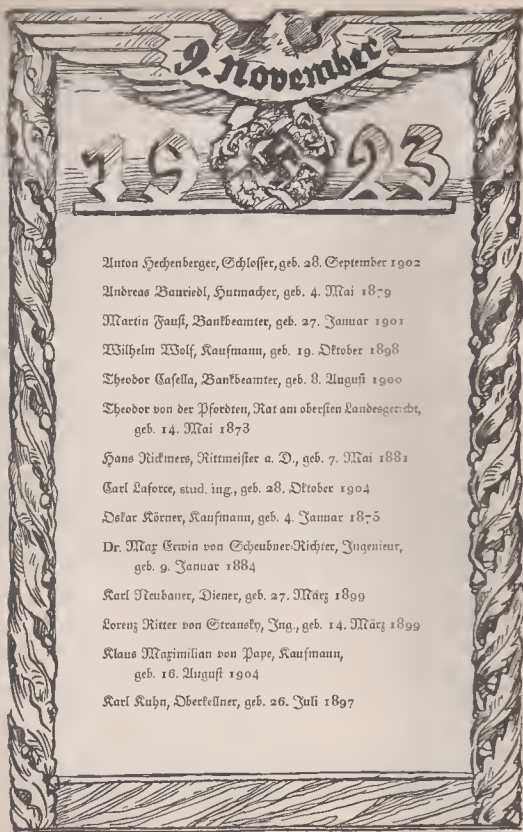 9. November
1923
Anton Hechenberger, Schlosser, geb. 28. September 1902
Andreas Bauriedl, Hutmacher, geb. 4. Mai 1879
Martin Faust, Bankbeamter, geb. 27. Januar 1901
Wilhelm Wolf, Kaufmann, geb. 19. Oktober 1898
Theodor Casella, Bankbeamter, geb. 8. August 1900
Theodor von der Pfordten, Rat am obersten Landesgericht,
geb. 14. Mai 1873
Hans Rickmers, Rittmeister a. D., geb. 7. Mai 1881
Carl Laforce, stud. ing., geb. 28. Oktober 1904
Oskar Körner, Kaufmann, geb. 4. Januar 1875
Dr. Max Erwin von Scheubner-Richter, Ingenieur,
geb. 9. Januar 1884
Karl Neubauer, Diener, geb. 27. März 1899
Lorenz Ritter von Stransky, Ing., geb. 14. März 1899
Klaus Maximilian von Pape, Kaufmann,
geb. 16. August 1904
Karl Kuhn, Oberkellner, geb. 26. Juli 1897